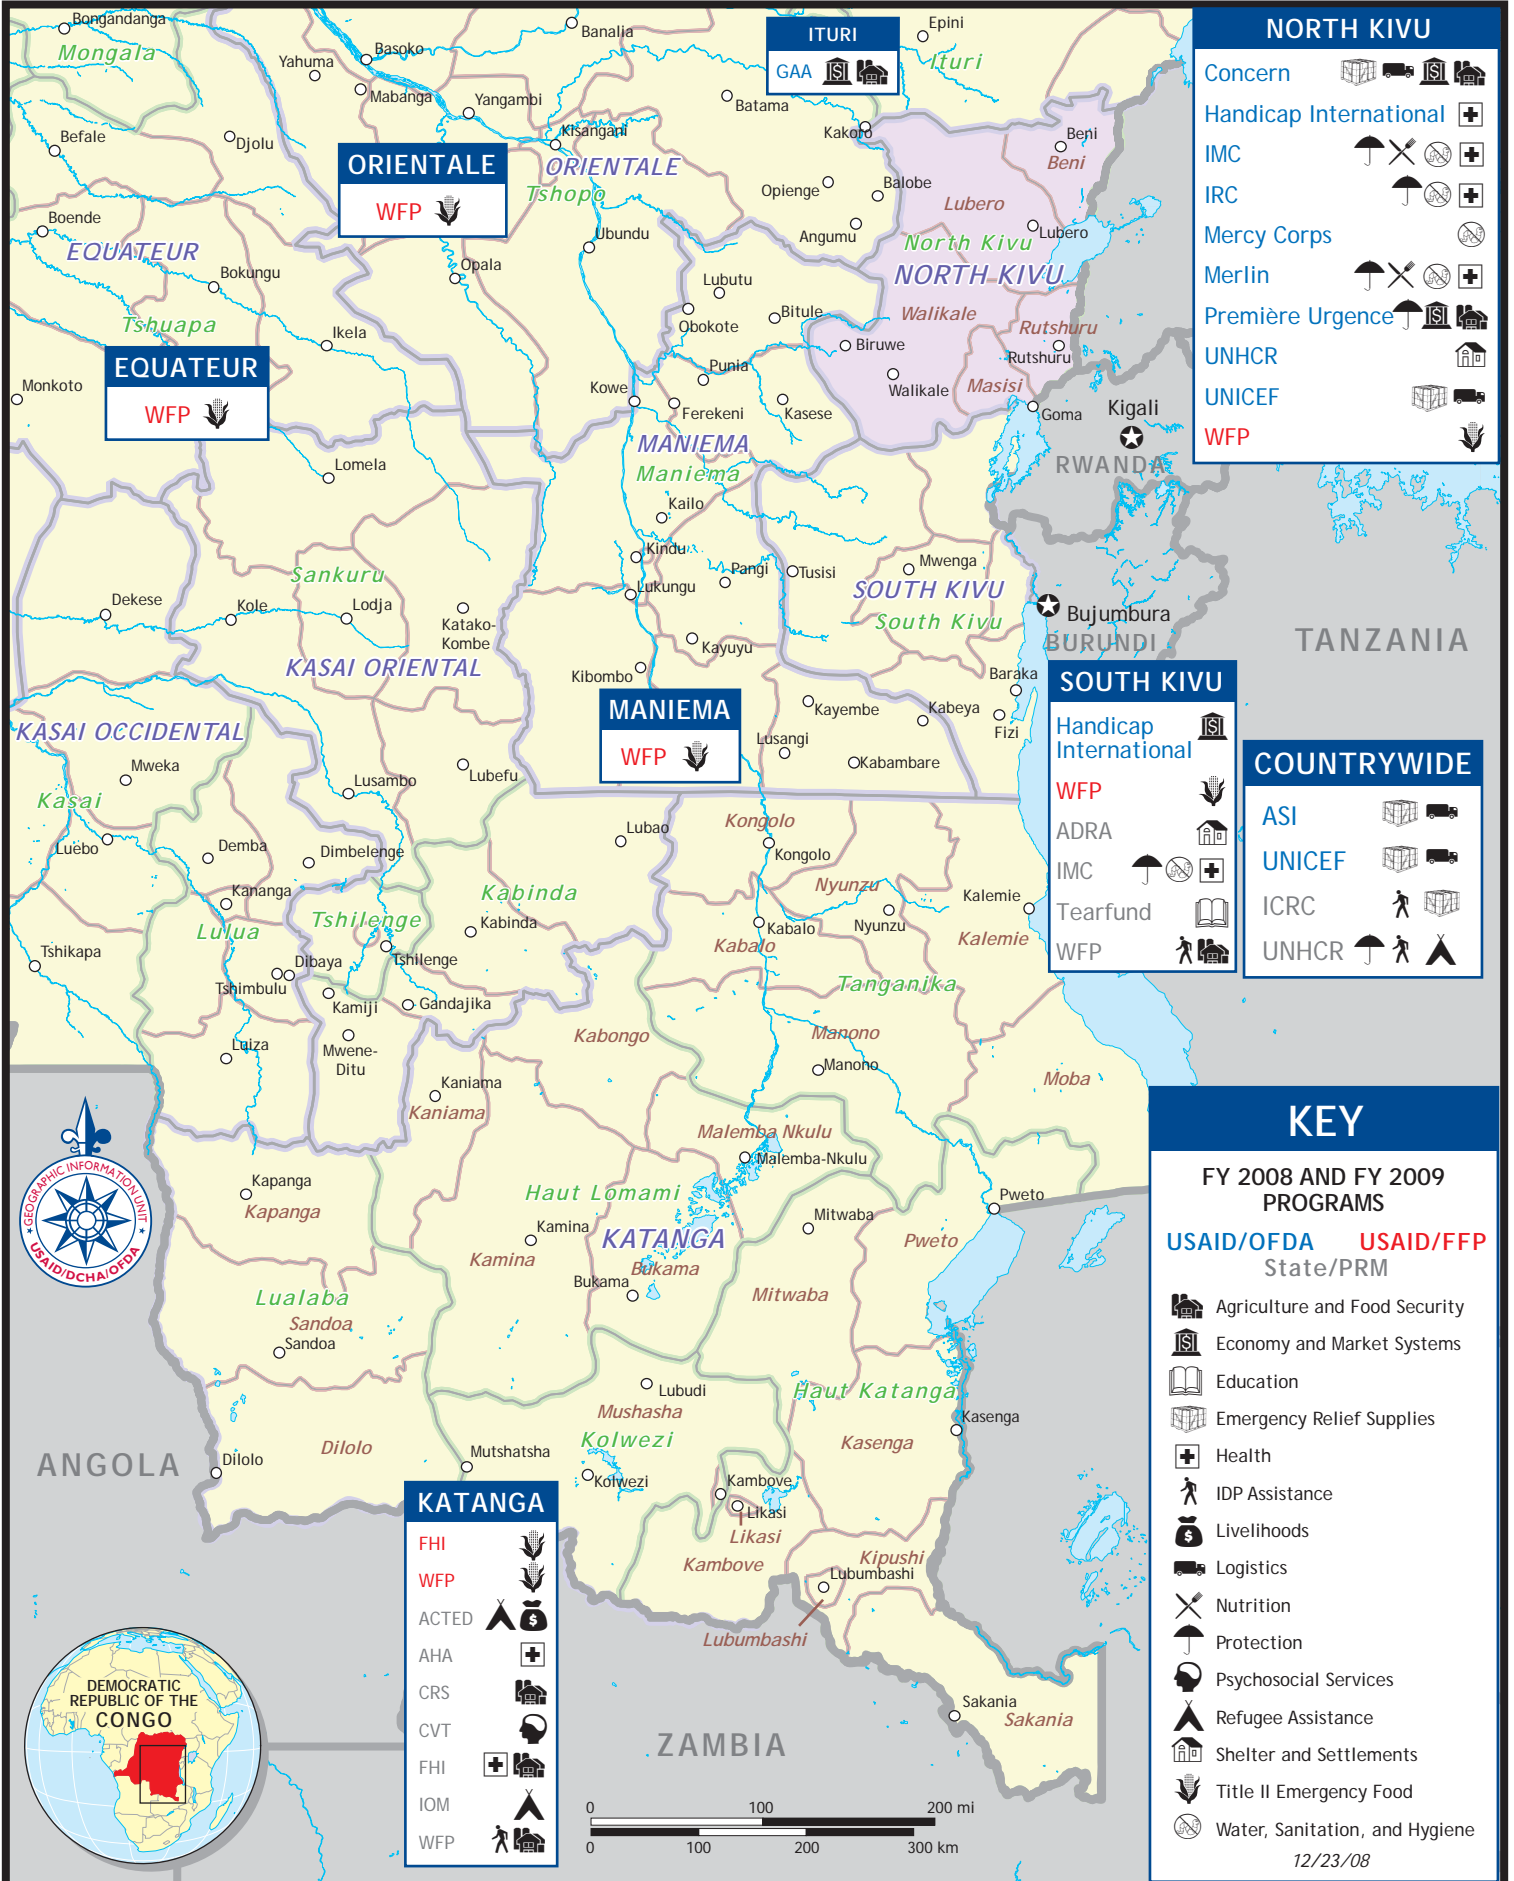 NORTH KIVU
Concern
Handicap International
IMC
IRC
Mercy Corps
Merlin
Première Urgence
UNHCR
UNICEF
WFP
ITURI
GAA
ORIENTALE
WFP
EQUATEUR
WFP
MANIEMA
WFP
SOUTH KIVU
Handicap
International
WFP
ADRA
IMC
Tearfund
WFP
COUNTRYWIDE
ASI
UNICEF
ICRC
UNHCR
KATANGA
FHI
WFP
ACTED
AHA
CRS
CVT
FHI
IOM
WFP
KEY
FY 2008 AND FY 2009
PROGRAMS
USAID/OFDA USAID/FFP
State/PRM
Agriculture and Food Security
Economy and Market Systems
Education
Emergency Relief Supplies
Health
IDP Assistance
Livelihoods
Logistics
Nutrition
Protection
Psychosocial Services
Refugee Assistance
Shelter and Settlements
Title II Emergency Food
Water, Sanitation, and Hygiene
12/23/08
Bongandanga
Mongala
Yahuma
Basoko
Mabanga
Banalia
Yangambi
Kisangani
Batama
Epini
Ituri
Kakoro
Beni
Beni
Befale
Djolu
ORIENTALE
Tshopo
Opienge
Balobe
Angumu
Lubero
Lubero
North Kivu
NORTH KIVU
Boende
EQUATEUR
Bokungu
Tshuapa
Ikela
Opala
Ubundu
Lubutu
Obokote
Bitule
Walikale
Biruwe
Walikale
Rutshuru
Rutshuru
Masisi
Goma
Kigali
RWANDA
Monkoto
Kowe
Punia
Ferekeni
Kasese
MANIEMA
Maniema
Lomela
Kailo
Kindu
Lukungu
Pangi
Tusisi
Mwenga
SOUTH KIVU
South Kivu
Bujumbura
BURUNDI
TANZANIA
Sankuru
Dekese
Kole
Lodja
Katako-
Kombe
KASAI ORIENTAL
Kayuyu
Kibombo
Baraka
Fizi
Kayembe
Kabeya
Lusangi
Kabambare
KASAI OCCIDENTAL
Mweka
Kasai
Luebo
Lusambo
Lubefu
Demba
Dimbelenge
Kananga
Lulua
Tshilenge
Kabinda
Kabinda
Lubao
Tshikapa
Dibaya
Tshimbulu
Tshilenge
Kamiji
Gandajika
Luiza
Mwene-
Ditu
Kongolo
Kongolo
Nyunzu
Nyunzu
Kalemie
Kalemie
Kabalo
Kabalo
Tanganika
Kabongo
Manono
Manono
Moba
Kaniama
Kaniama
Malemba Nkulu
Malemba-Nkulu
Kapanga
Kapanga
Haut Lomami
Kamina
Kamina
KATANGA
Bukama
Bukama
Mitwaba
Mitwaba
Pweto
Pweto
Lualaba
Sandoa
Sandoa
Lubudi
Mushasha
Kolwezi
Kolwezi
Haut Katanga
Kasenga
Kasenga
Dilolo
Dilolo
Mutshatsha
Kambove
Likasi
Likasi
Kambove
Kipushi
Lubumbashi
Lubumbashi
Sakania
Sakania
ANGOLA
ZAMBIA
GEOGRAPHIC INFORMATION UNIT
USAID/DCHA/OFDA
DEMOCRATIC
REPUBLIC OF THE
CONGO
0 100 200 mi
0 100 200 300 km